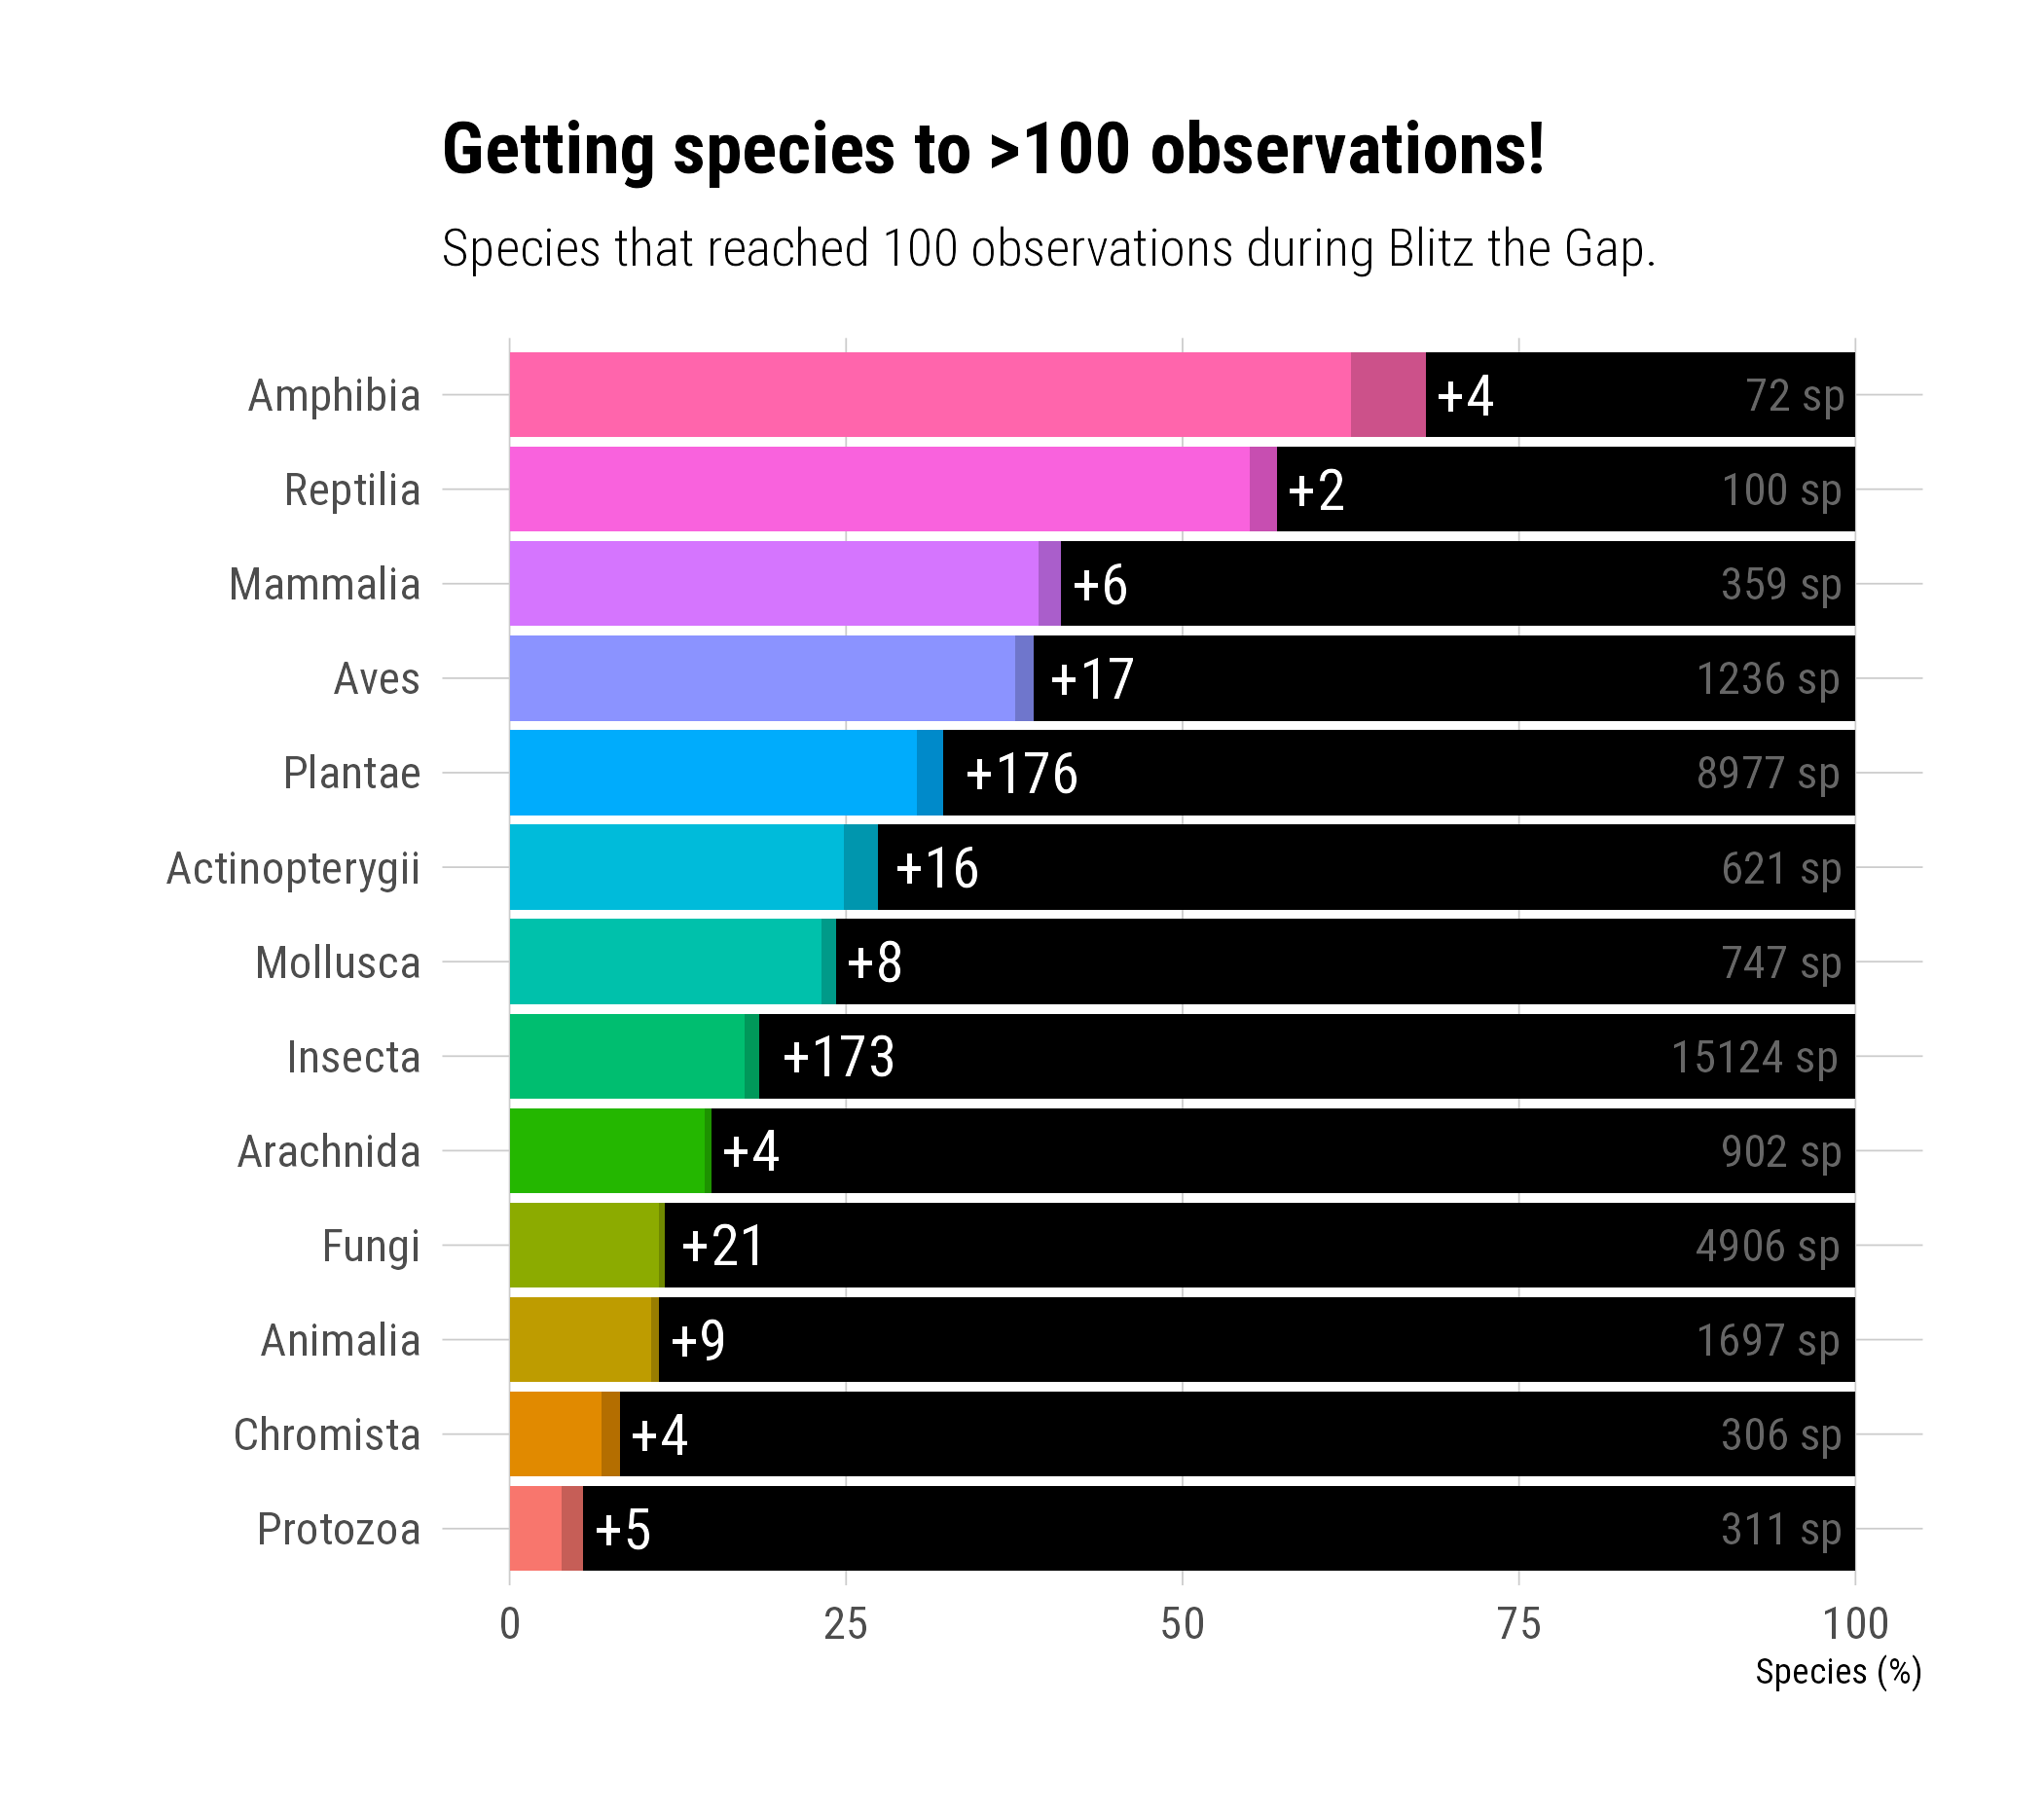 Getting species to >100 observations!
Species that reached 100 observations during Blitz the Gap.
Amphibia +4 72 sp
Reptilia +2 100 sp
Mammalia +6 359 sp
Aves +17 1236 sp
Plantae +176 8977 sp
Actinopterygii +16 621 sp
Mollusca +8 747 sp
Insecta +173 15124 sp
Arachnida +4 902 sp
Fungi +21 4906 sp
Animalia +9 1697 sp
Chromista +4 306 sp
Protozoa +5 311 sp
0 25 50 75 100
Species (%)